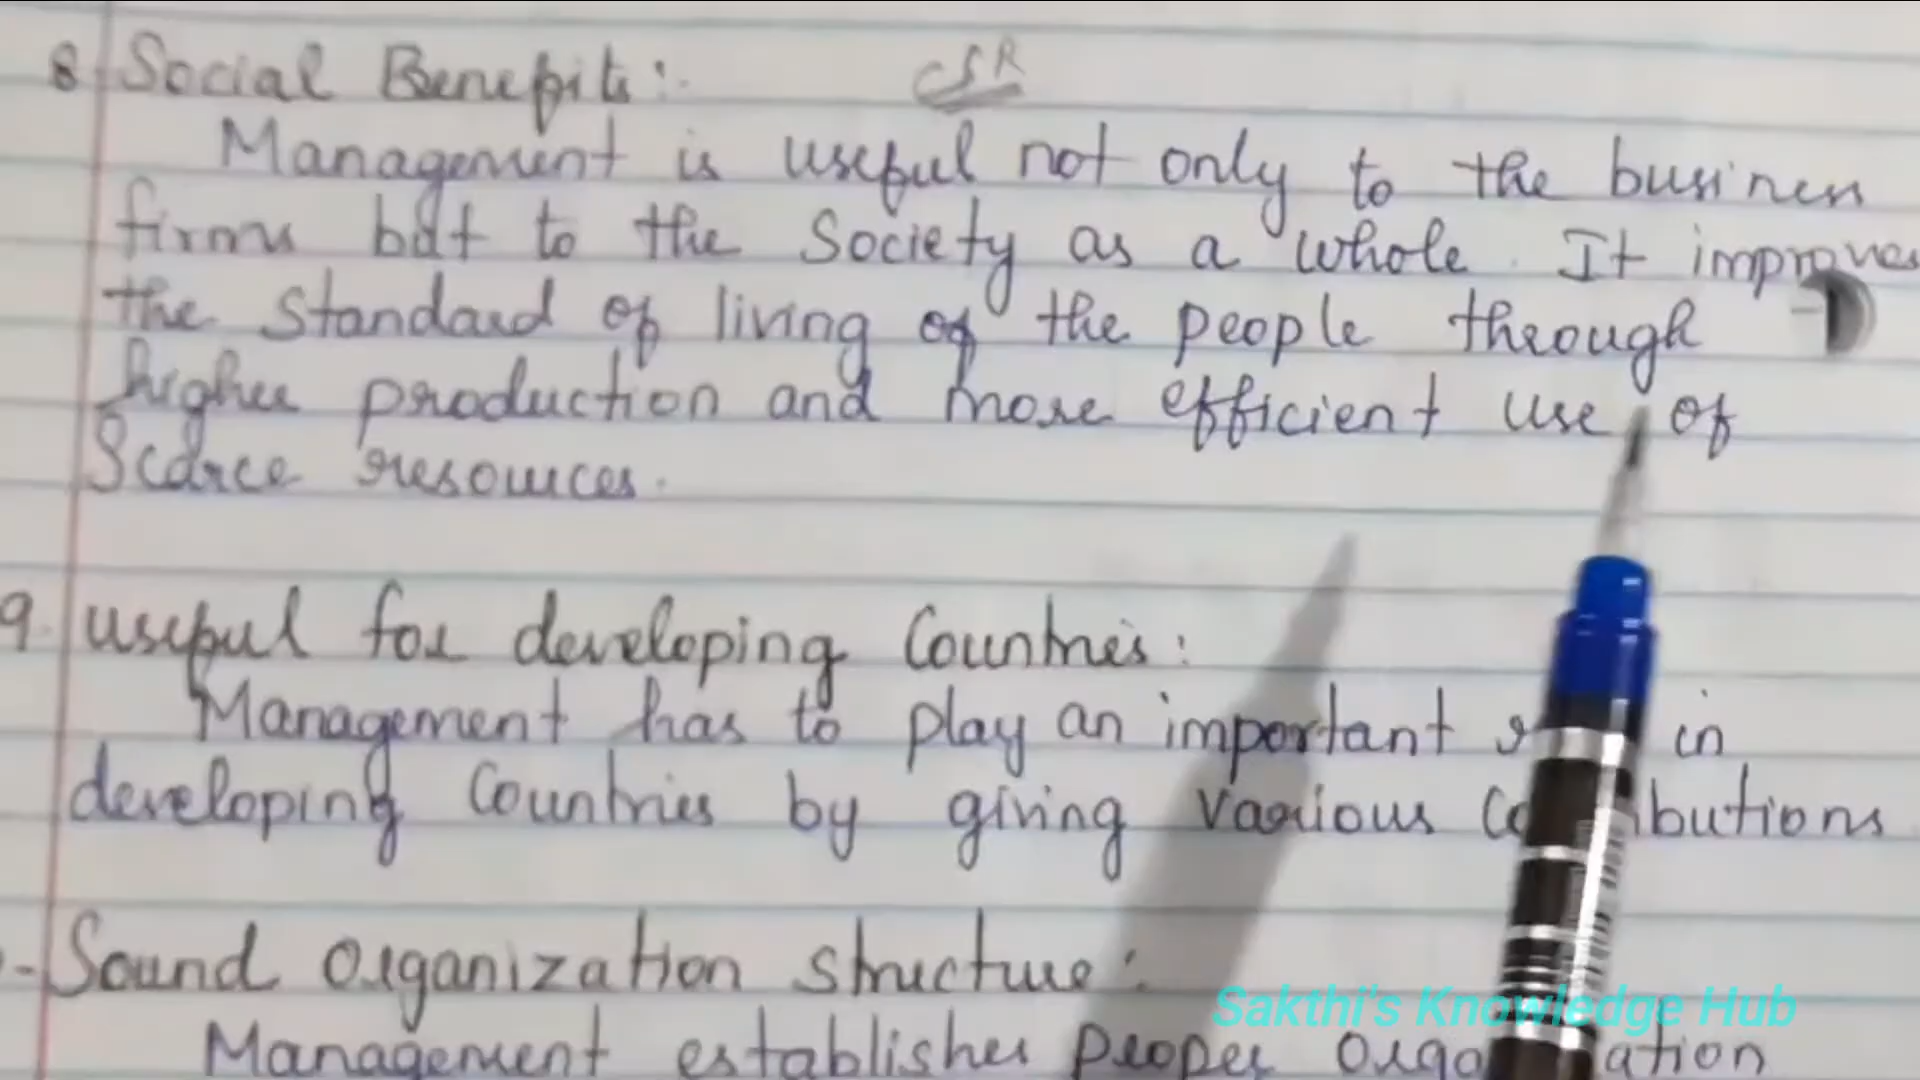 8 Social Benefits:- CSR
Management is useful not only to the business
firms but to the Society as a whole. It improves
the Standard of living of the people through
higher production and more efficient use of
Scarce resources.
9. useful for developing Countries:
Management has to play an important in
developing Countries by giving various
- Sound Organization structure:
Management establishes proper
Sakthi's Knowledge Hub